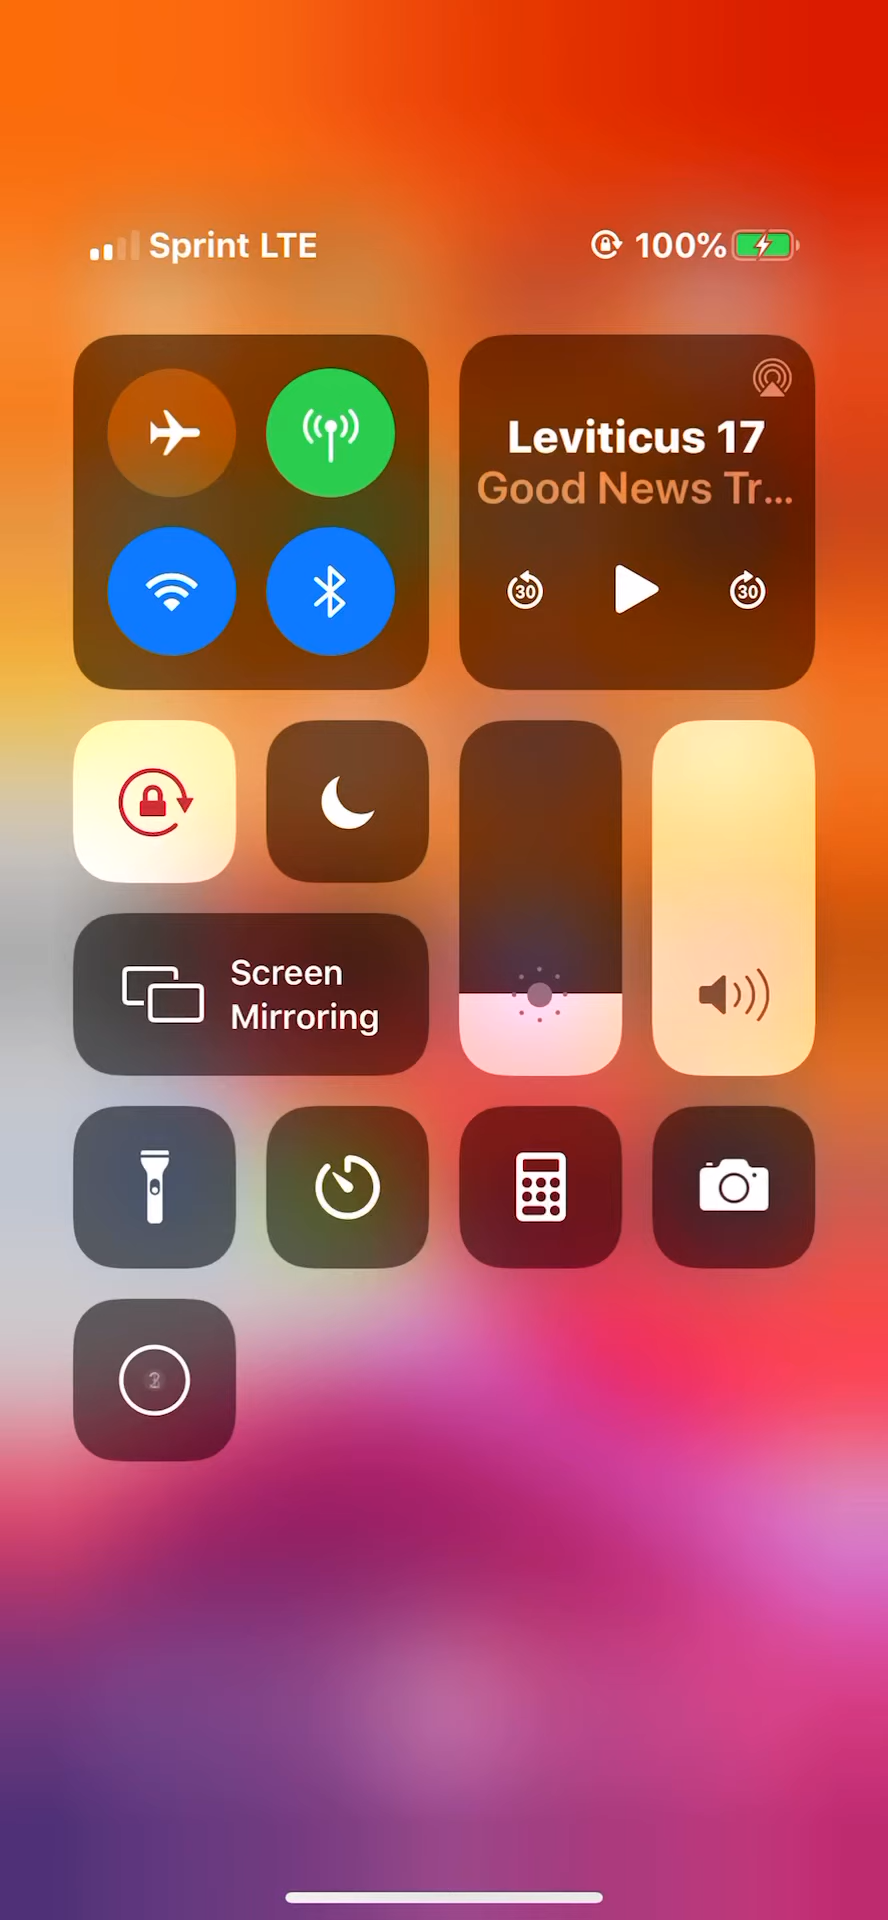 Sprint LTE
100%
Leviticus 17
Good News Tr...
30
30
Screen
Mirroring